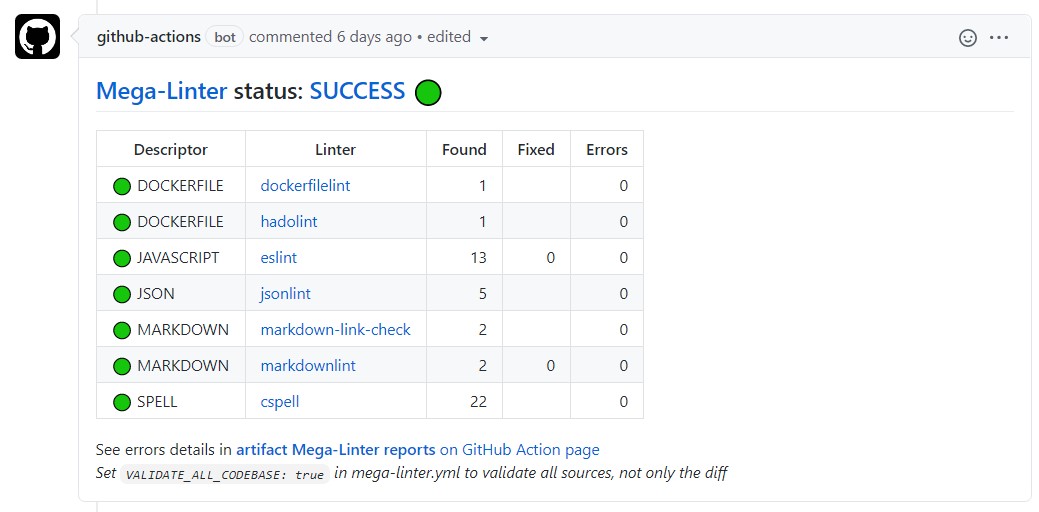 github-actions bot commented 6 days ago • edited
Mega-Linter status: SUCCESS
Descriptor Linter Found Fixed Errors
DOCKERFILE dockerfilelint 1 0
DOCKERFILE hadolint 1 0
JAVASCRIPT eslint 13 0 0
JSON jsonlint 5 0
MARKDOWN markdown-link-check 2 0
MARKDOWN markdownlint 2 0 0
SPELL cspell 22 0
See errors details in artifact Mega-Linter reports on GitHub Action page
Set VALIDATE_ALL_CODEBASE: true in mega-linter.yml to validate all sources, not only the diff